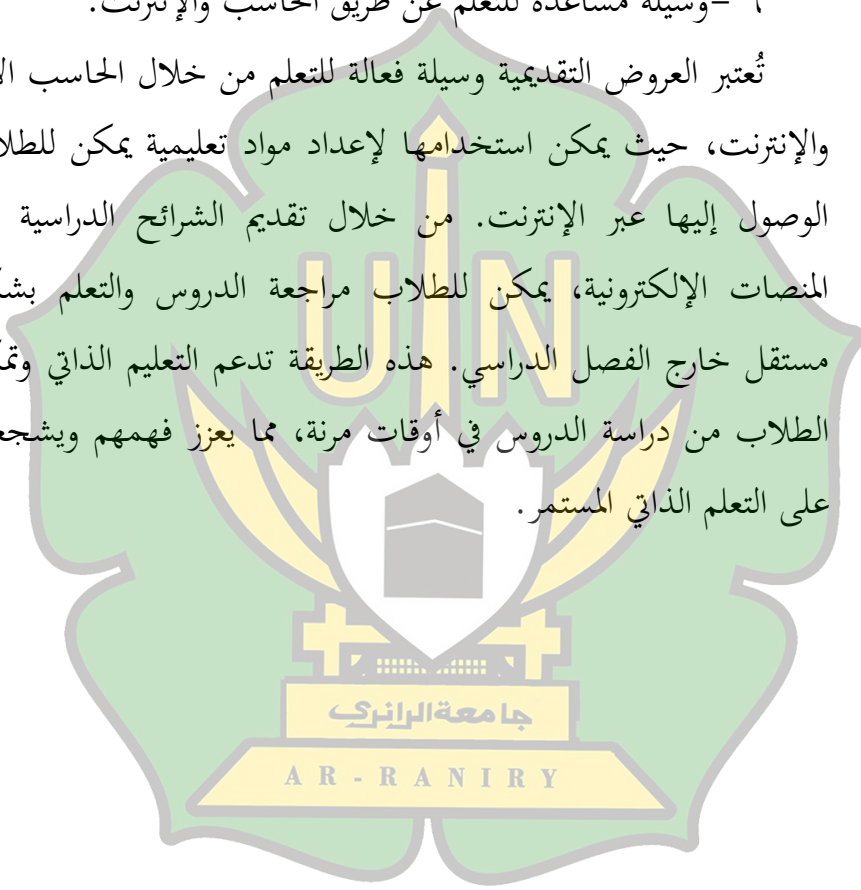 –وسيلة مساعدة للتعلم عن طريق الحاسب والإنترنت.
تُعتبر العروض التقديمية وسيلة فعالة للتعلم من خلال الحاسب
والإنترنت، حيث يمكن استخدامها لإعداد مواد تعليمية يمكن
الوصول إليها عبر الإنترنت. من خلال تقديم الشرائح الدراسية
المنصات الإلكترونية، يمكن للطلاب مراجعة الدروس والتعلم
مستقل خارج الفصل الدراسي. هذه الطريقة تدعم التعليم الذاتي
الطلاب من دراسة الدروس في أوقات مرنة، مما يعزز فهمهم
على التعلم الذاتي المستمر.
UIN
جامعة الرانري
AR-RANIRY